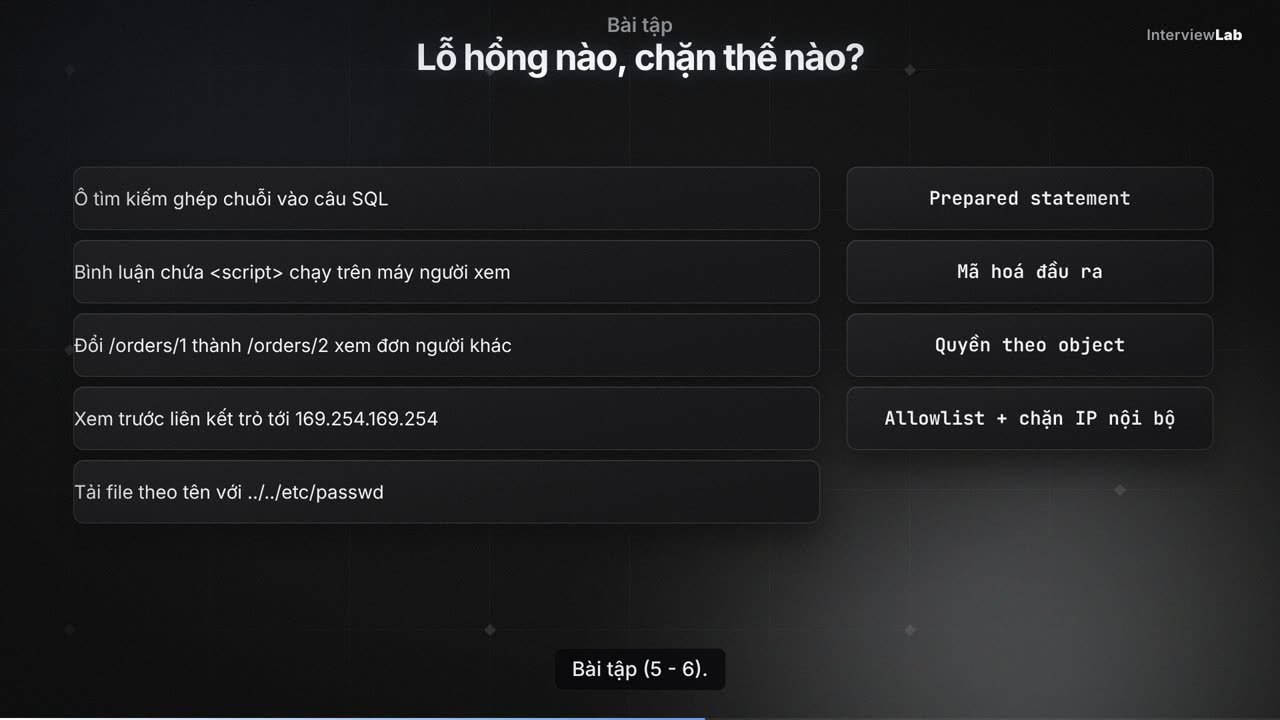 Bài tập
InterviewLab
Lỗ hổng nào, chặn thế nào?
Ô tìm kiếm ghép chuỗi vào câu SQL
Prepared statement
Bình luận chứa <script> chạy trên máy người xem
Mã hoá đầu ra
Đổi /orders/1 thành /orders/2 xem đơn người khác
Quyền theo object
Xem trước liên kết trỏ tới 169.254.169.254
Allowlist + chặn IP nội bộ
Tải file theo tên với ../../etc/passwd
Bài tập (5 - 6).